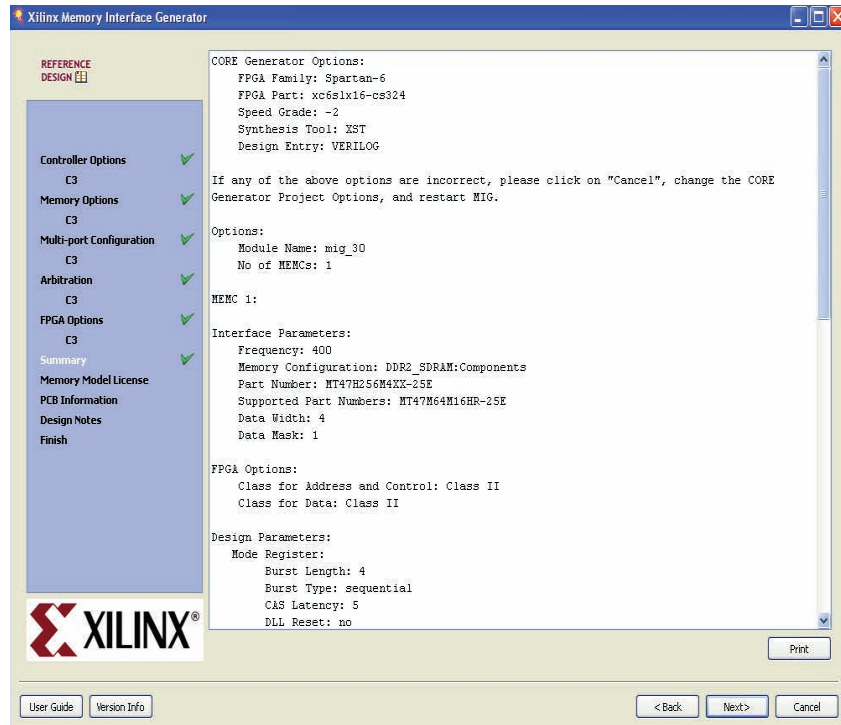 Xilinx Memory Interface Generator
REFERENCE
DESIGN
Controller Options
C3
Memory Options
C3
Multi-port Configuration
C3
Arbitration
C3
FPGA Options
C3
Summary
Memory Model License
PCB Information
Design Notes
Finish
XILINX®
CORE Generator Options:
FPGA Family: Spartan-6
FPGA Part: xc6slx16-cs324
Speed Grade: -2
Synthesis Tool: XST
Design Entry: VERILOG
If any of the above options are incorrect, please click on "Cancel", change the CORE
Generator Project Options, and restart MIG.
Options:
Module Name: mig_30
No of MEMCs: 1
MEMC 1:
Interface Parameters:
Frequency: 400
Memory Configuration: DDR2_SDRAM:Components
Part Number: MT47H256M4XX-25E
Supported Part Numbers: MT47M64M16HR-25E
Data Width: 4
Data Mask: 1
FPGA Options:
Class for Address and Control: Class II
Class for Data: Class II
Design Parameters:
Mode Register:
Burst Length: 4
Burst Type: sequential
CAS Latency: 5
DLL Reset: no
Print
User Guide
Version Info
< Back
Next>
Cancel